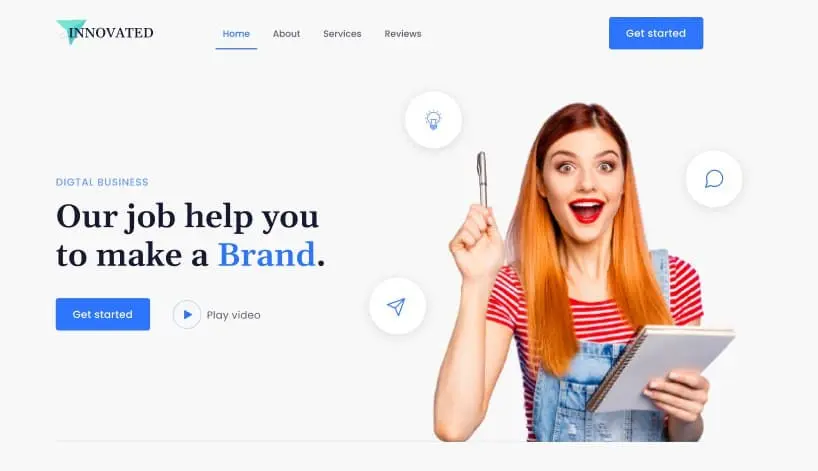 INNOVATED
Home About Services Reviews
Get started
DIGTAL BUSINESS
Our job help you
to make a Brand.
Get started
Play video